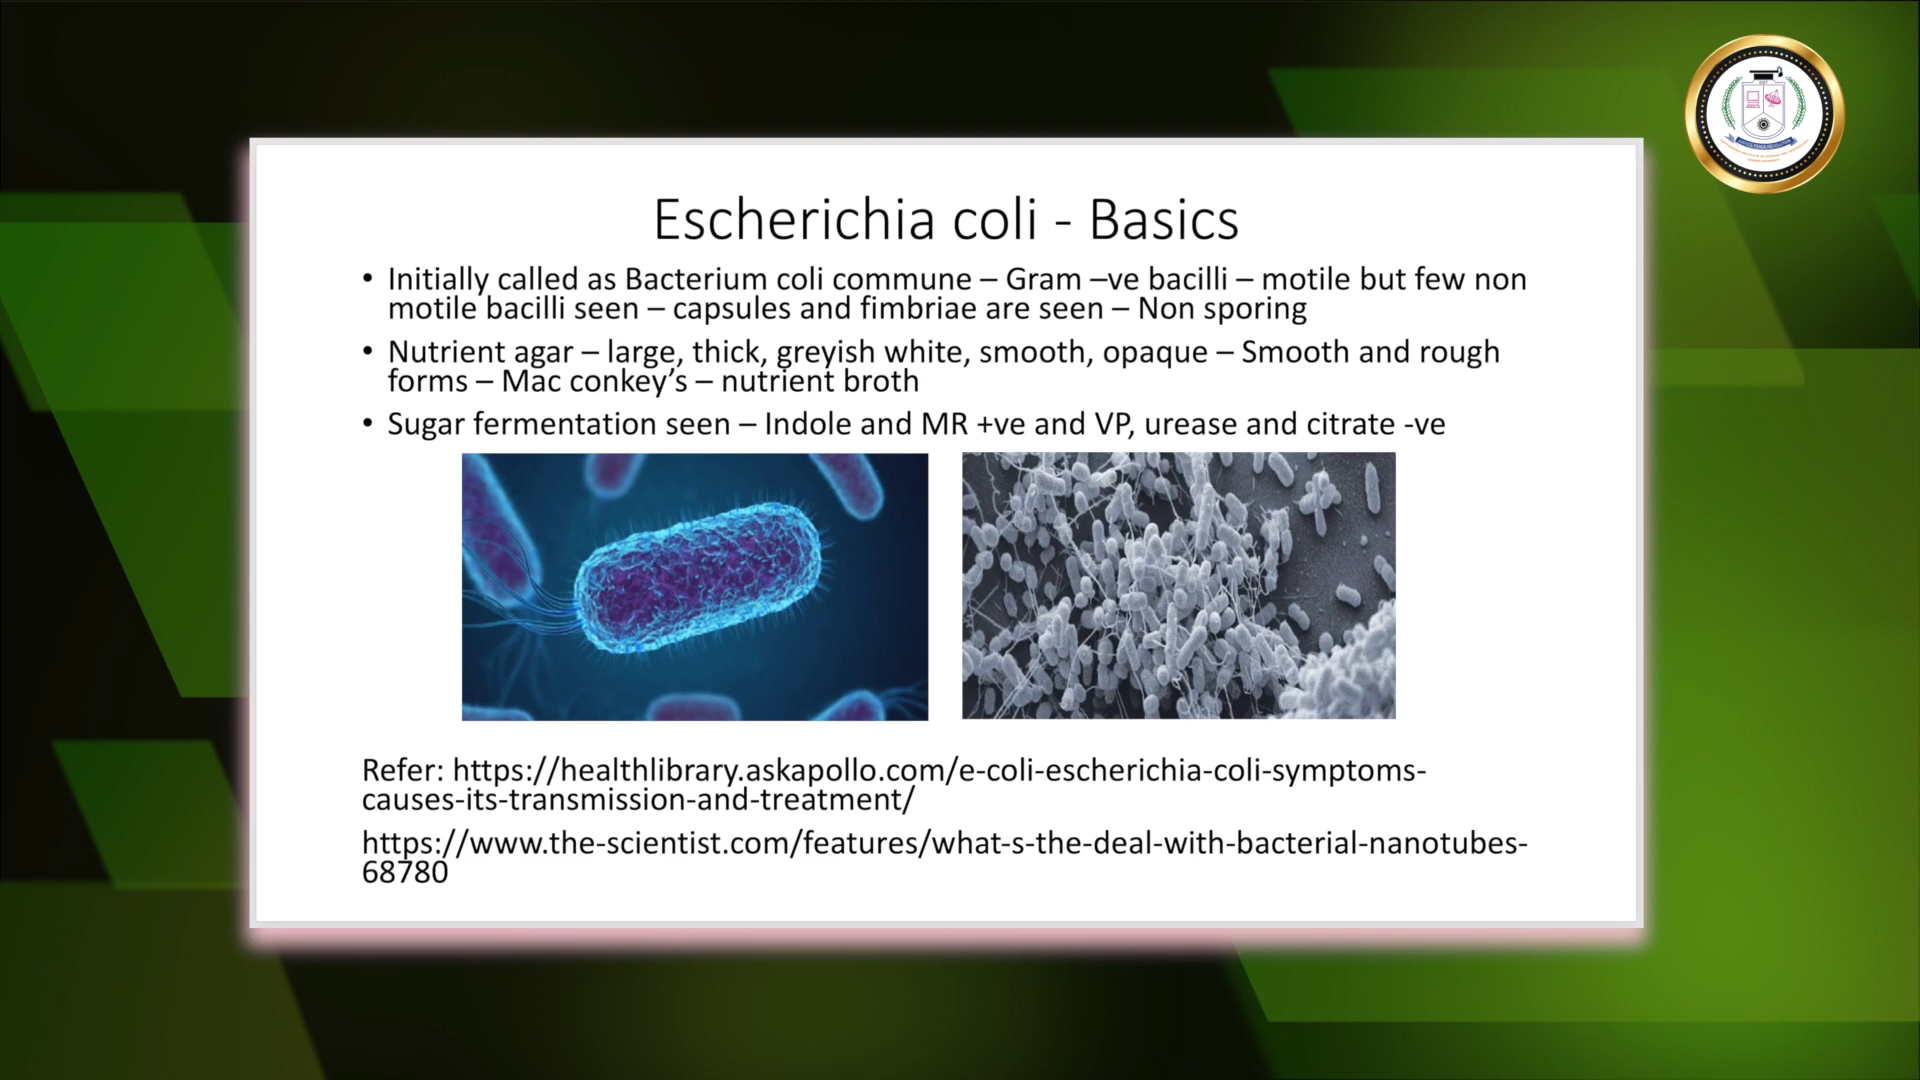 Escherichia coli - Basics
• Initially called as Bacterium coli commune – Gram –ve bacilli – motile but few non
motile bacilli seen – capsules and fimbriae are seen – Non sporing
• Nutrient agar – large, thick, greyish white, smooth, opaque – Smooth and rough
forms – Mac conkey’s – nutrient broth
• Sugar fermentation seen – Indole and MR +ve and VP, urease and citrate -ve
Refer: https://healthlibrary.askapollo.com/e-coli-escherichia-coli-symptoms-
causes-its-transmission-and-treatment/
https://www.the-scientist.com/features/what-s-the-deal-with-bacterial-nanotubes-
68780